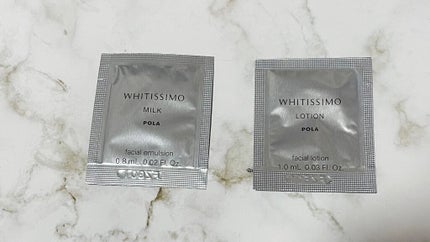 WHITISSIMO
MILK
POLA
facial emulsion
0.8 mL 0.02 Fl. Oz
WHITISSIMO
LOTION
POLA
facial lotion
1.0 mL 0.03 Fl. Oz